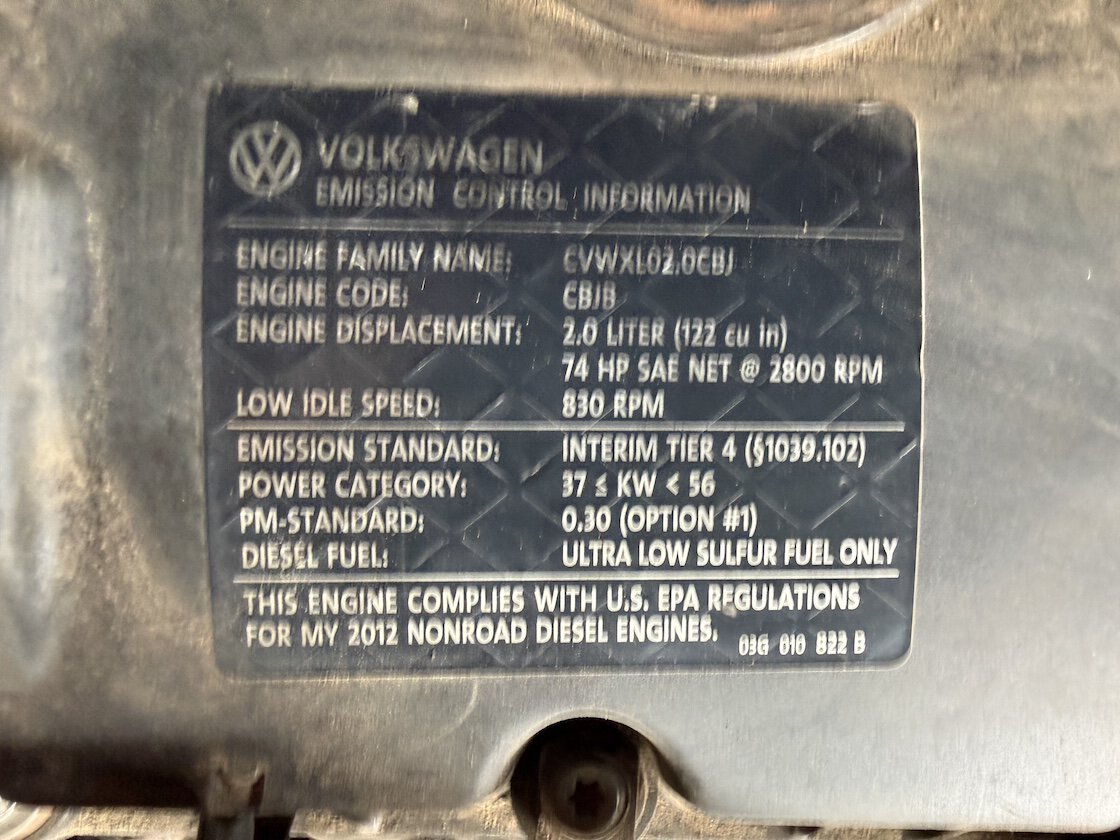 VOLKSWAGEN
EMISSION CONTROL INFORMATION
ENGINE FAMILY NAME: CVWXL02.0CBJ
ENGINE CODE: CBJB
ENGINE DISPLACEMENT: 2.0 LITER (122 cu in)
74 HP SAE NET @ 2800 RPM
LOW IDLE SPEED: 830 RPM
EMISSION STANDARD: INTERIM TIER 4 (§1039.102)
POWER CATEGORY: 37 ≤ KW < 56
PM-STANDARD: 0.30 (OPTION #1)
DIESEL FUEL: ULTRA LOW SULFUR FUEL ONLY
THIS ENGINE COMPLIES WITH U.S. EPA REGULATIONS
FOR MY 2012 NONROAD DIESEL ENGINES.
03G 010 822 B